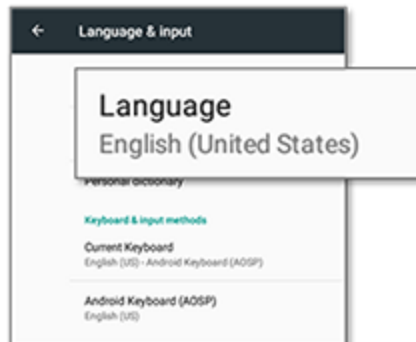 Language & input
Language
English (United States)
Personal dictionary
Keyboard & input methods
Current Keyboard
English (US) - Android Keyboard (AOSP)
Android Keyboard (AOSP)
English (US)